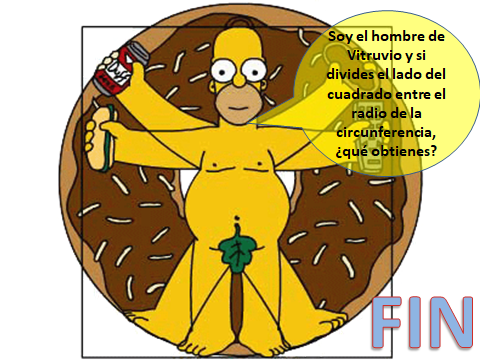 Soy el hombre de
Vitruvio y si
divides el lado del
cuadrado entre el
radio de la
circunferencia,
¿qué obtienes?
Duff
FIN